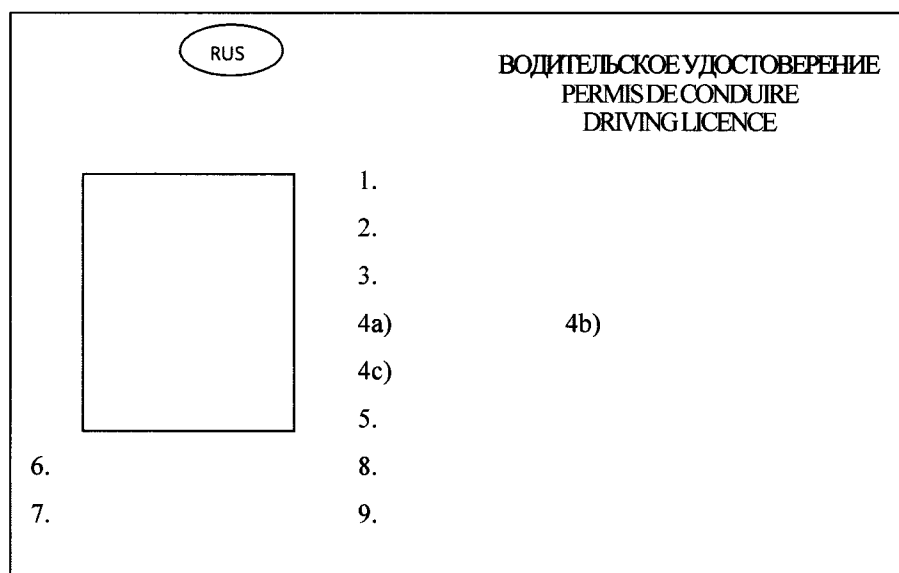 RUS
ВОДИТЕЛЬСКОЕ УДОСТОВЕРЕНИЕ
PERMIS DE CONDUIRE
DRIVING LICENCE
1.
2.
3.
4a) 4b)
4c)
5.
6. 8.
7. 9.